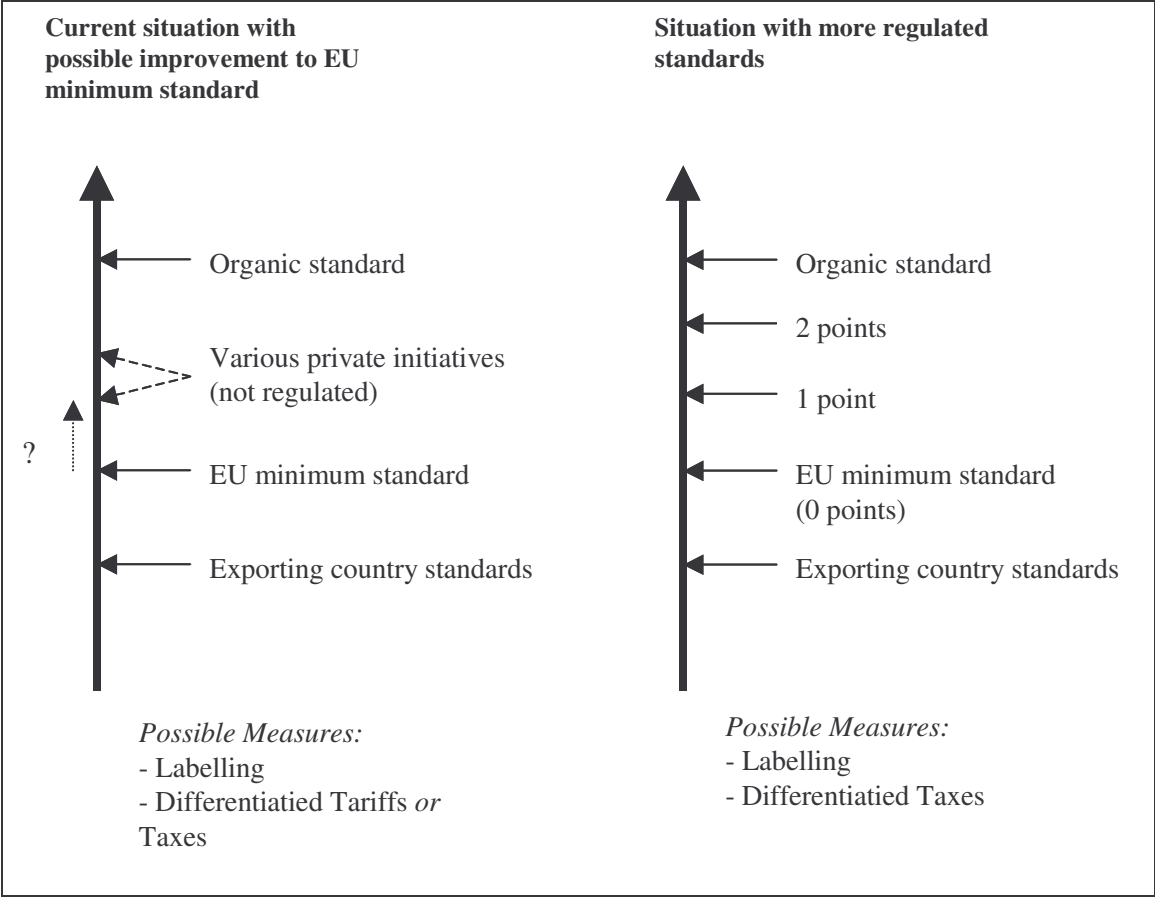 Current situation with
possible improvement to EU
minimum standard
Organic standard
Various private initiatives
(not regulated)
?
EU minimum standard
Exporting country standards
Possible Measures:
- Labelling
- Differentiatied Tariffs or
Taxes
Situation with more regulated
standards
Organic standard
2 points
1 point
EU minimum standard
(0 points)
Exporting country standards
Possible Measures:
- Labelling
- Differentiatied Taxes